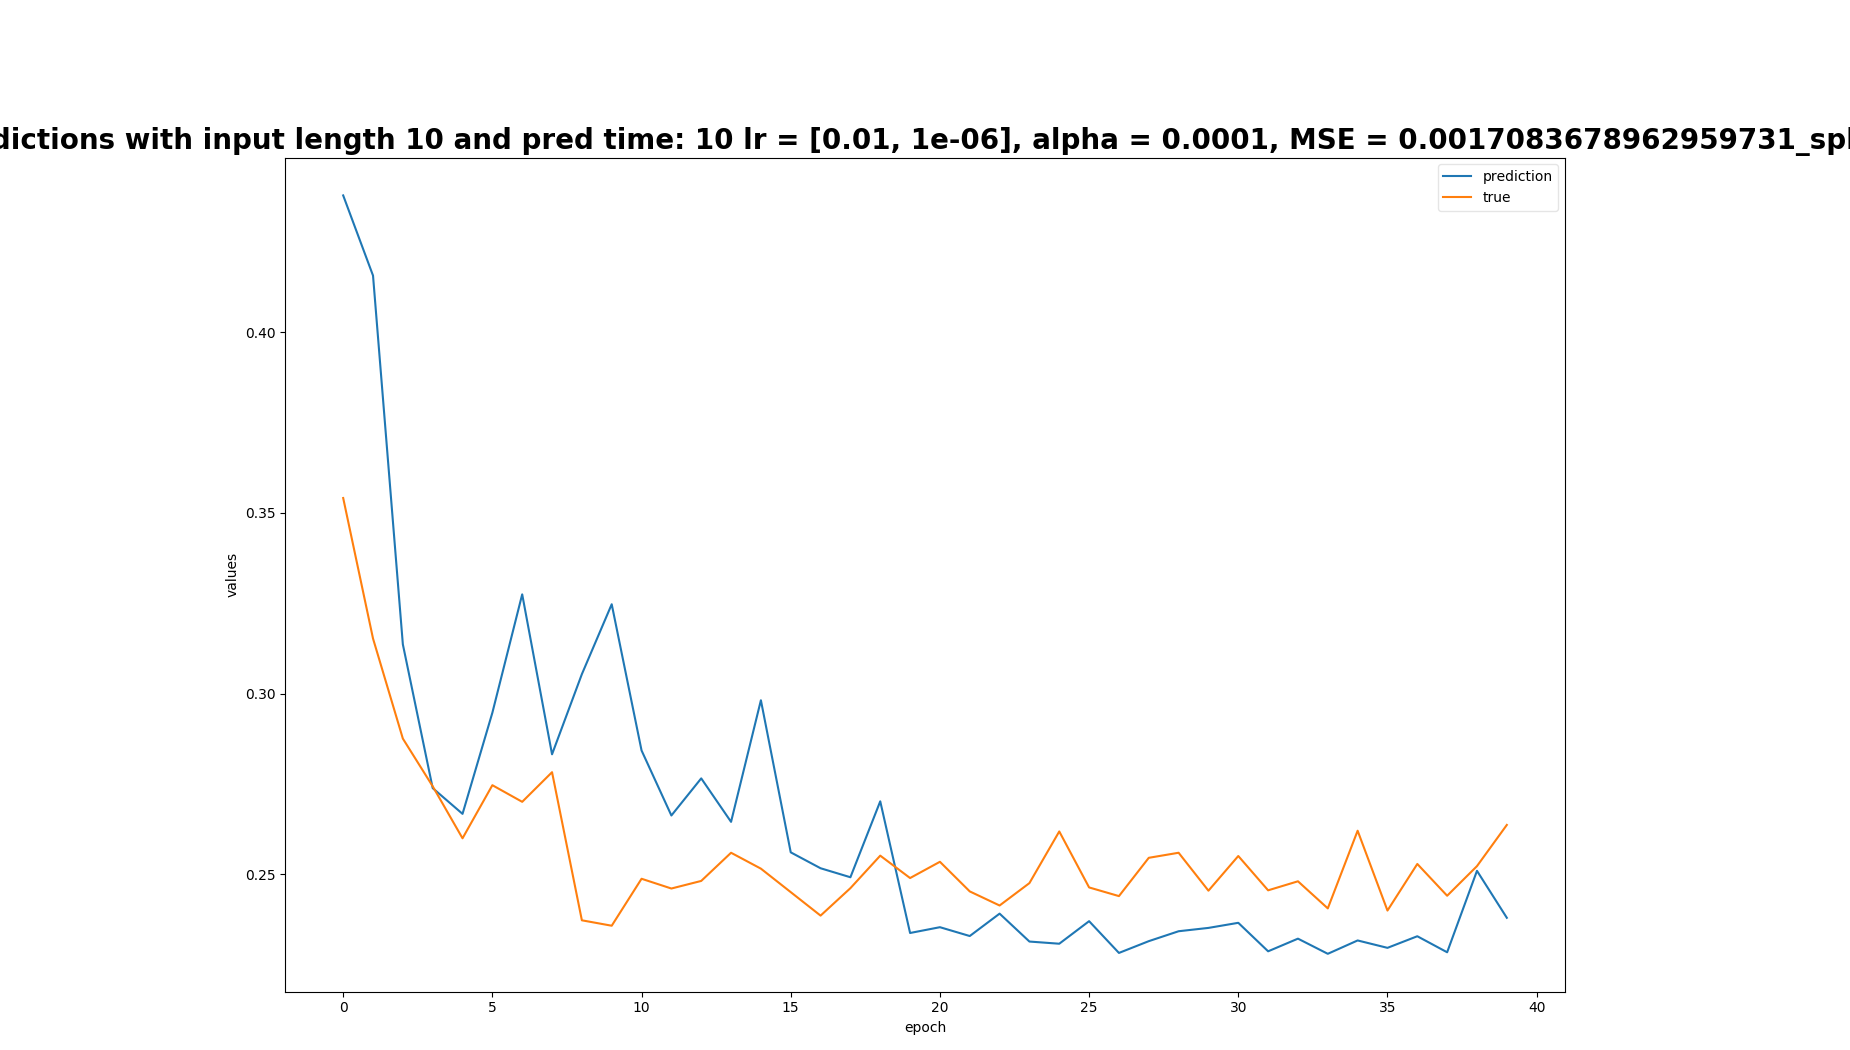 dictions with input length 10 and pred time: 10 lr = [0.01, 1e-06], alpha = 0.0001, MSE = 0.0017083678962959731_spl
prediction
true
0.40
0.35
0.30
0.25
values
0 5 10 15 20 25 30 35 40
epoch